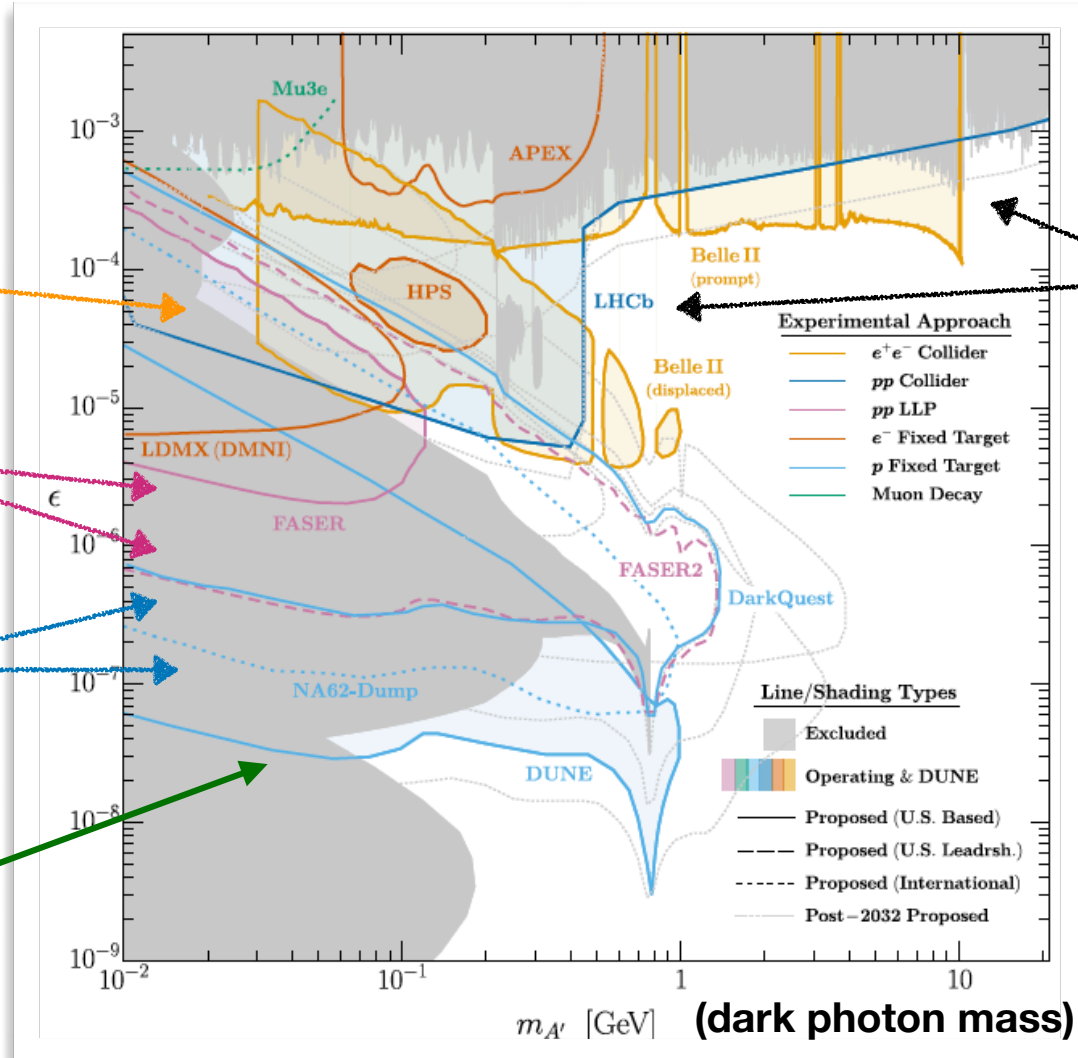 Mu3e
10⁻³
APEX
10⁻⁴
Belle II
(prompt)
HPS
LHCb
Experimental Approach
e⁺e⁻ Collider
pp Collider
pp LLP
e⁻ Fixed Target
p Fixed Target
Muon Decay
Belle II
(displaced)
10⁻⁵
LDMX (DMNI)
ϵ
FASER
10⁻⁶
FASER2
DarkQuest
10⁻⁷
NA62-Dump
Line/Shading Types
Excluded
Operating & DUNE
Proposed (U.S. Based)
Proposed (U.S. Leadrsh.)
Proposed (International)
Post−2032 Proposed
DUNE
10⁻⁸
10⁻⁹
10⁻² 10⁻¹ 1 10
m_A′ [GeV] (dark photon mass)